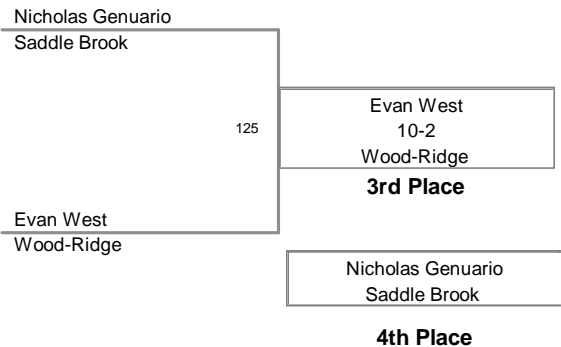 Nicholas Genuario
Saddle Brook
125
Evan West
10-2
Wood-Ridge
3rd Place
Evan West
Wood-Ridge
Nicholas Genuario
Saddle Brook
4th Place